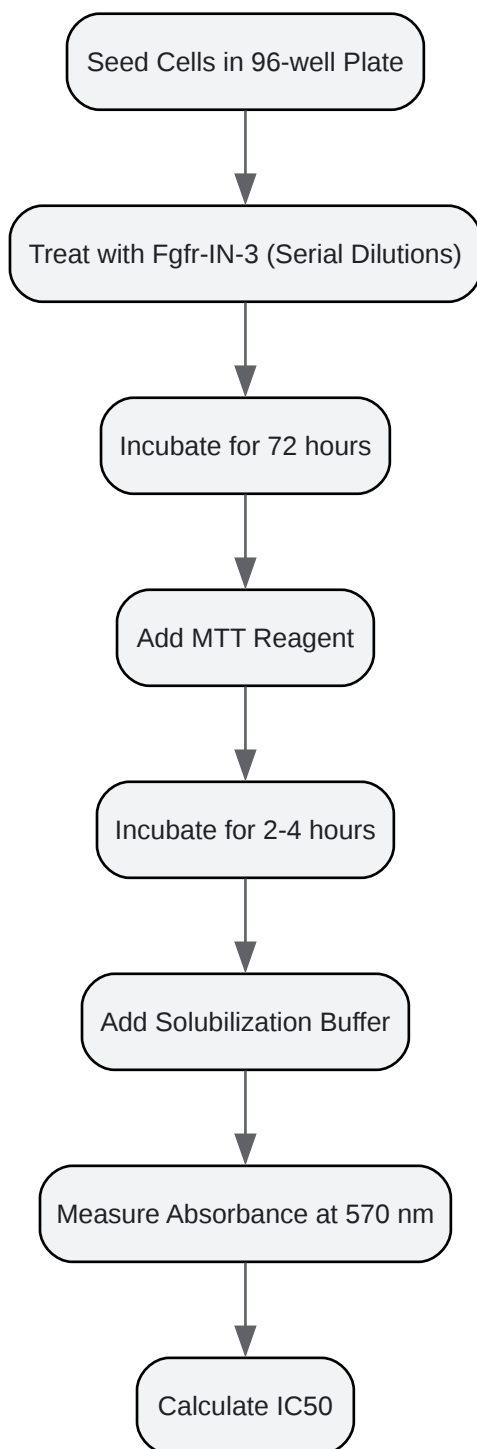 Seed Cells in 96-well Plate
Treat with Fgfr-IN-3 (Serial Dilutions)
Incubate for 72 hours
Add MTT Reagent
Incubate for 2-4 hours
Add Solubilization Buffer
Measure Absorbance at 570 nm
Calculate IC50